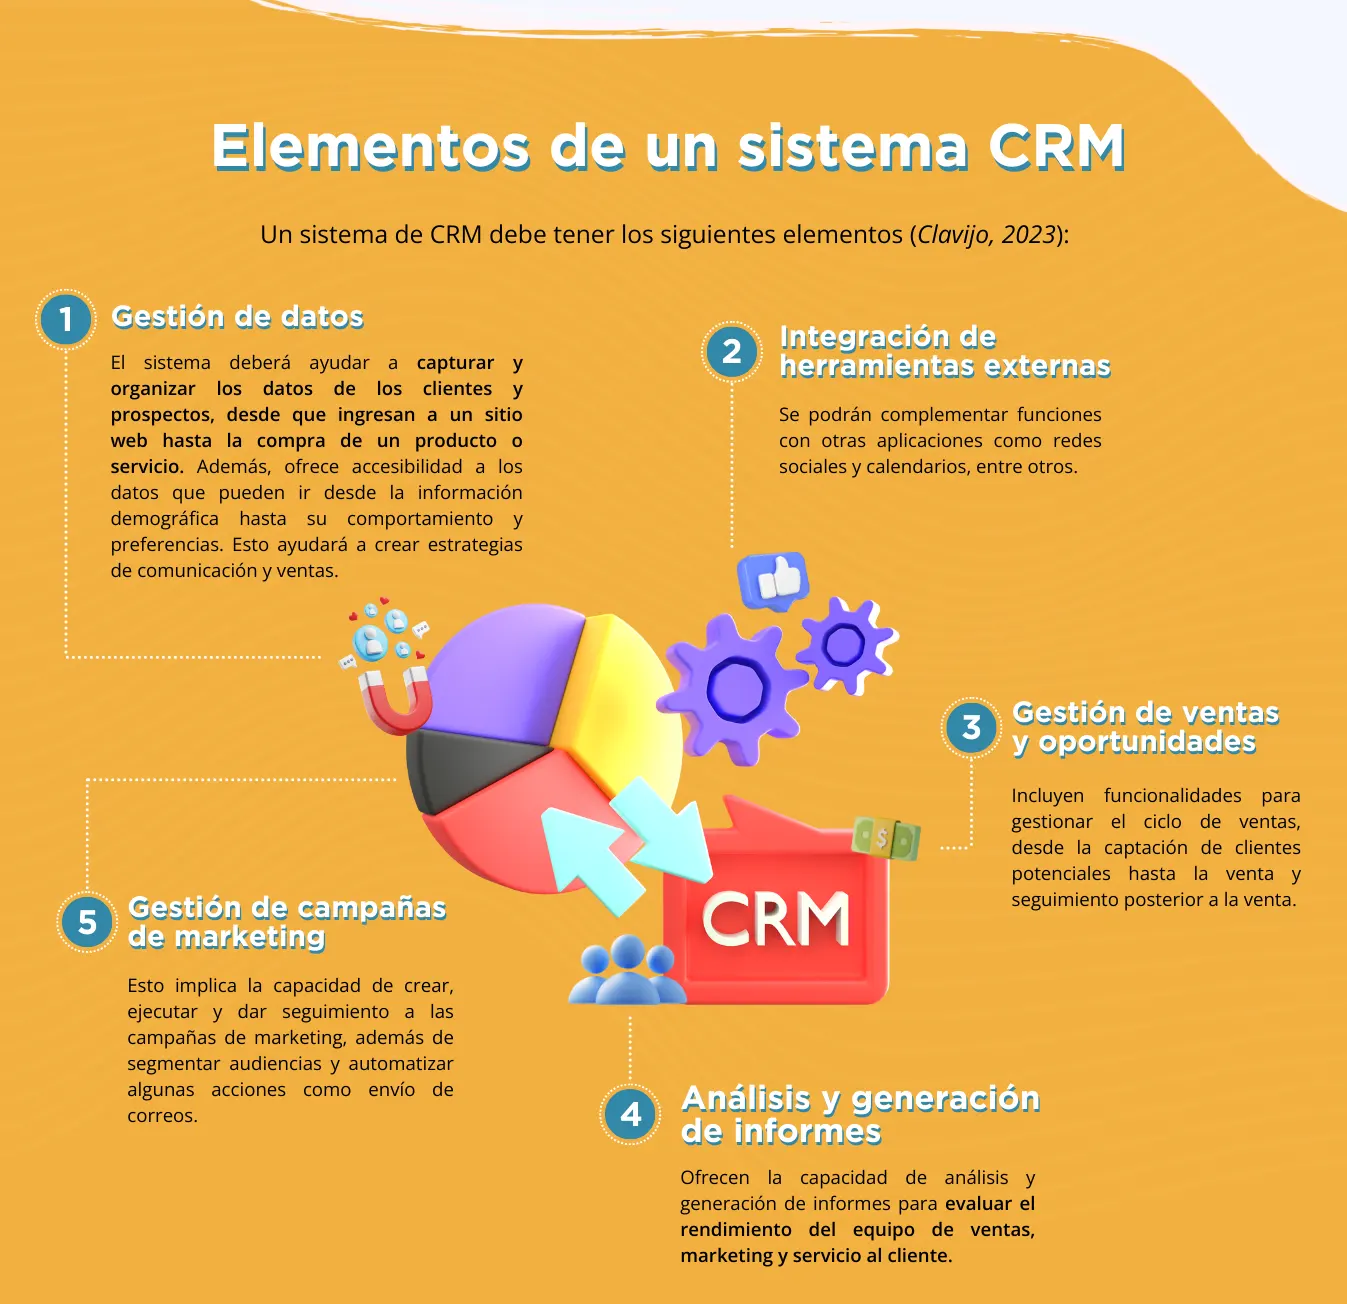 Elementos de un sistema CRM
Un sistema de CRM debe tener los siguientes elementos (Clavijo, 2023):
1
Gestión de datos
El sistema deberá ayudar a capturar y
organizar los datos de los clientes y
prospectos, desde que ingresan a un sitio
web hasta la compra de un producto o
servicio. Además, ofrece accesibilidad a los
datos que pueden ir desde la información
demográfica hasta su comportamiento y
preferencias. Esto ayudará a crear estrategias
de comunicación y ventas.
2
Integración de
herramientas externas
Se podrán complementar funciones
con otras aplicaciones como redes
sociales y calendarios, entre otros.
3
Gestión de ventas
y oportunidades
Incluyen funcionalidades para
gestionar el ciclo de ventas,
desde la captación de clientes
potenciales hasta la venta y
seguimiento posterior a la venta.
$
CRM
5
Gestión de campañas
de marketing
Esto implica la capacidad de crear,
ejecutar y dar seguimiento a las
campañas de marketing, además de
segmentar audiencias y automatizar
algunas acciones como envío de
correos.
4
Análisis y generación
de informes
Ofrecen la capacidad de análisis y
generación de informes para evaluar el
rendimiento del equipo de ventas,
marketing y servicio al cliente.